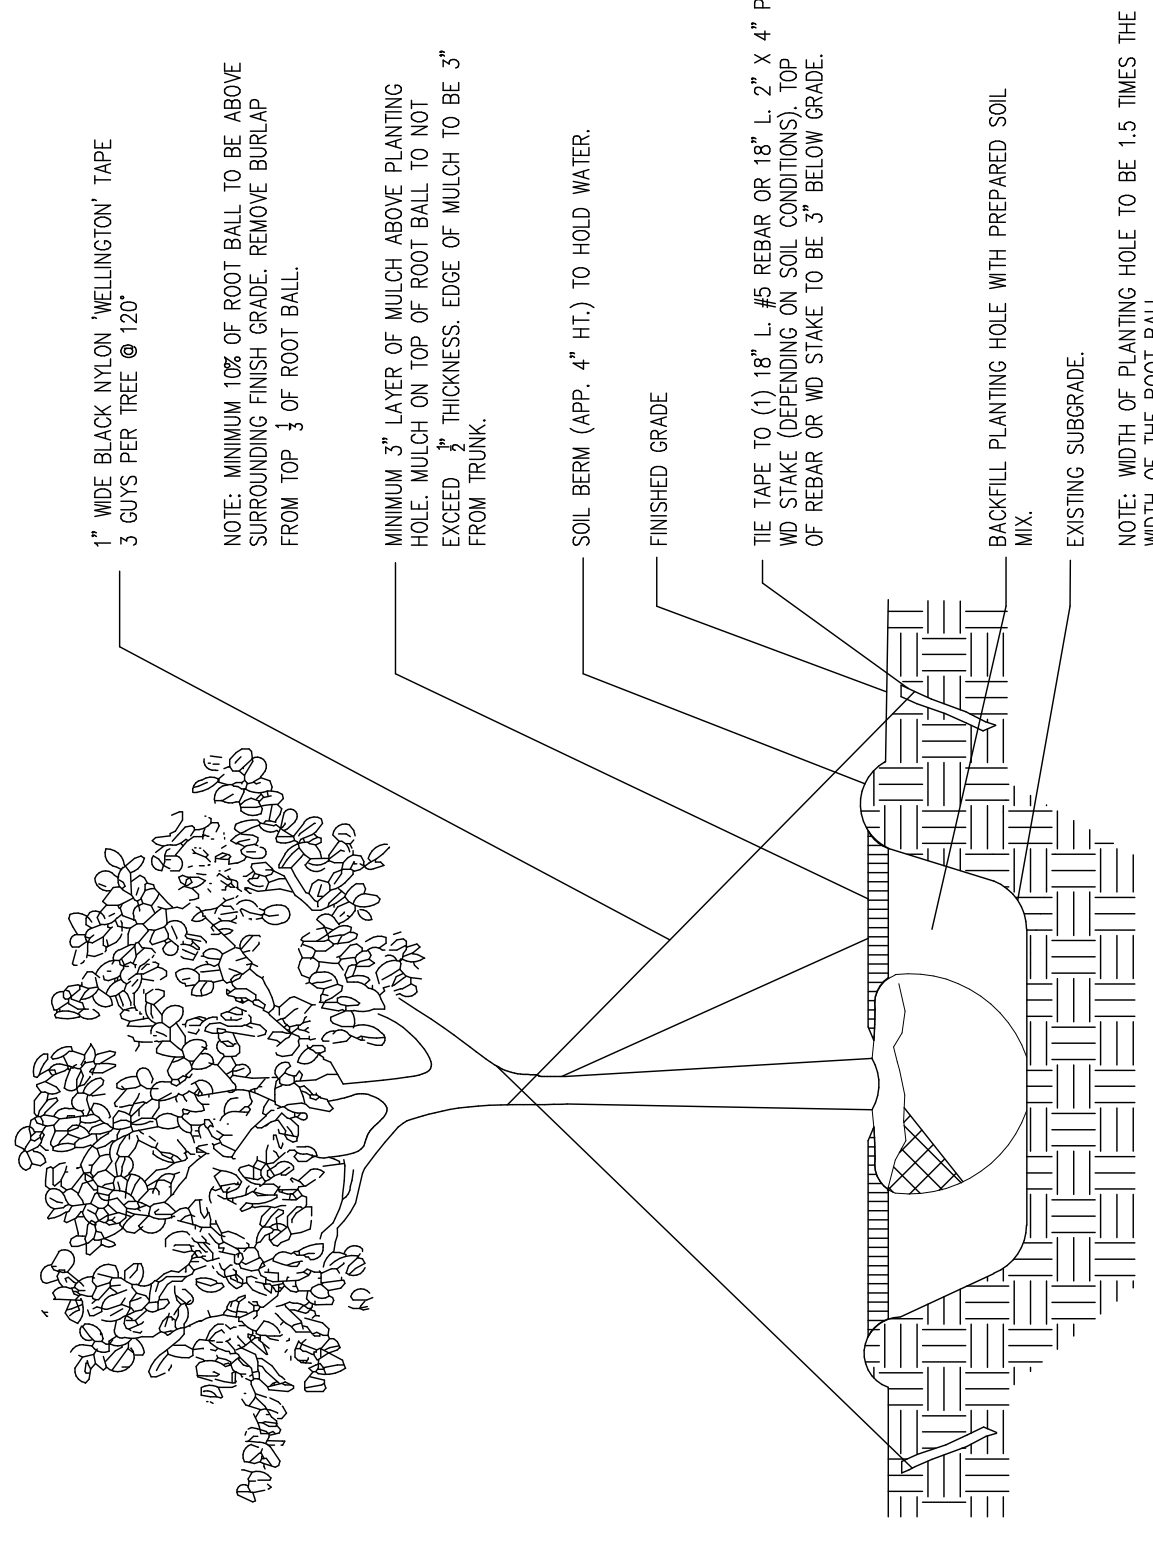 1" WIDE BLACK NYLON 'WELLINGTON' TAPE
3 GUYS PER TREE @ 120°
NOTE: MINIMUM 10% OF ROOT BALL TO BE ABOVE
SURROUNDING FINISH GRADE. REMOVE BURLAP
FROM TOP 1/3 OF ROOT BALL.
MINIMUM 3" LAYER OF MULCH ABOVE PLANTING
HOLE. MULCH ON TOP OF ROOT BALL TO NOT
EXCEED 1/2" THICKNESS. EDGE OF MULCH TO BE 3"
FROM TRUNK.
SOIL BERM (APP. 4" HT.) TO HOLD WATER.
FINISHED GRADE
TIE TAPE TO (1) 18" L. #5 REBAR OR 18" L. 2" X 4" P
WD STAKE (DEPENDING ON SOIL CONDITIONS). TOP
OF REBAR OR WD STAKE TO BE 3" BELOW GRADE.
BACKFILL PLANTING HOLE WITH PREPARED SOIL
MIX.
EXISTING SUBGRADE.
NOTE: WIDTH OF PLANTING HOLE TO BE 1.5 TIMES THE
WIDTH OF THE ROOT BALL